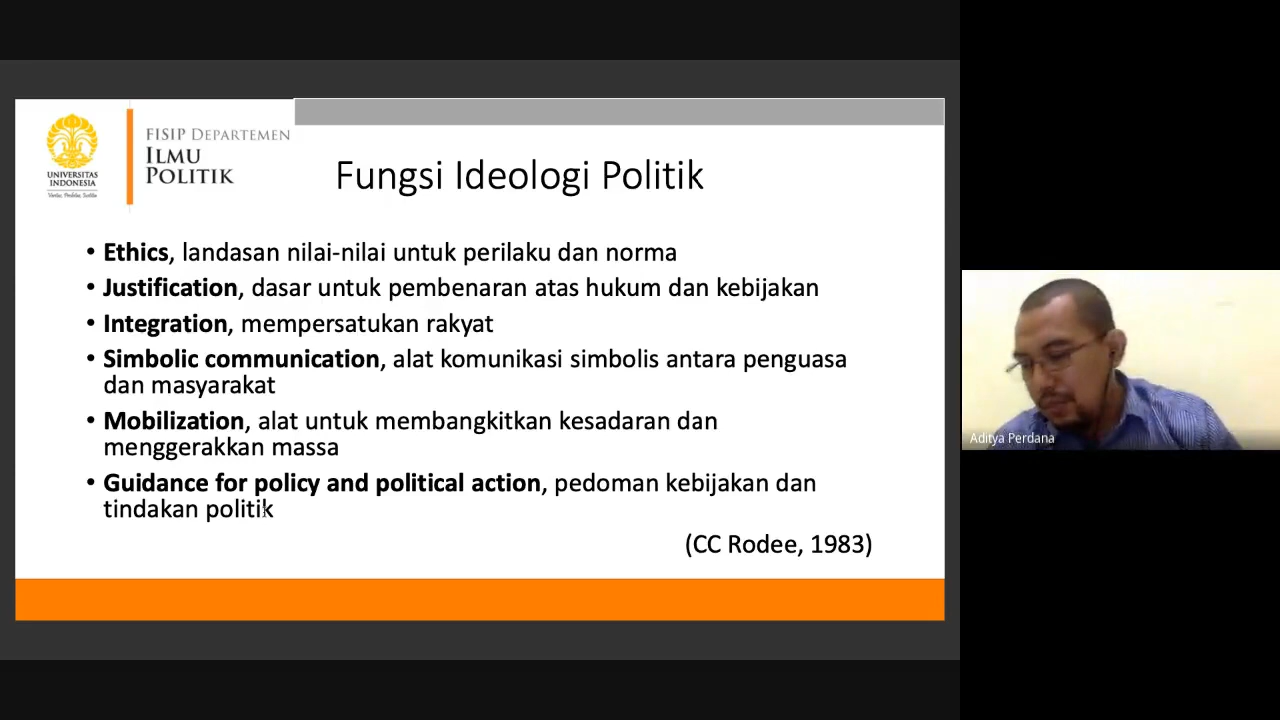 UNIVERSITAS
INDONESIA
Veritas, Probitas, Iustitia
FISIP DEPARTEMEN
ILMU
POLITIK
Fungsi Ideologi Politik
• Ethics, landasan nilai-nilai untuk perilaku dan norma
• Justification, dasar untuk pembenaran atas hukum dan kebijakan
• Integration, mempersatukan rakyat
• Simbolic communication, alat komunikasi simbolis antara penguasa
dan masyarakat
• Mobilization, alat untuk membangkitkan kesadaran dan
menggerakkan massa
• Guidance for policy and political action, pedoman kebijakan dan
tindakan politik
(CC Rodee, 1983)
Aditya Perdana